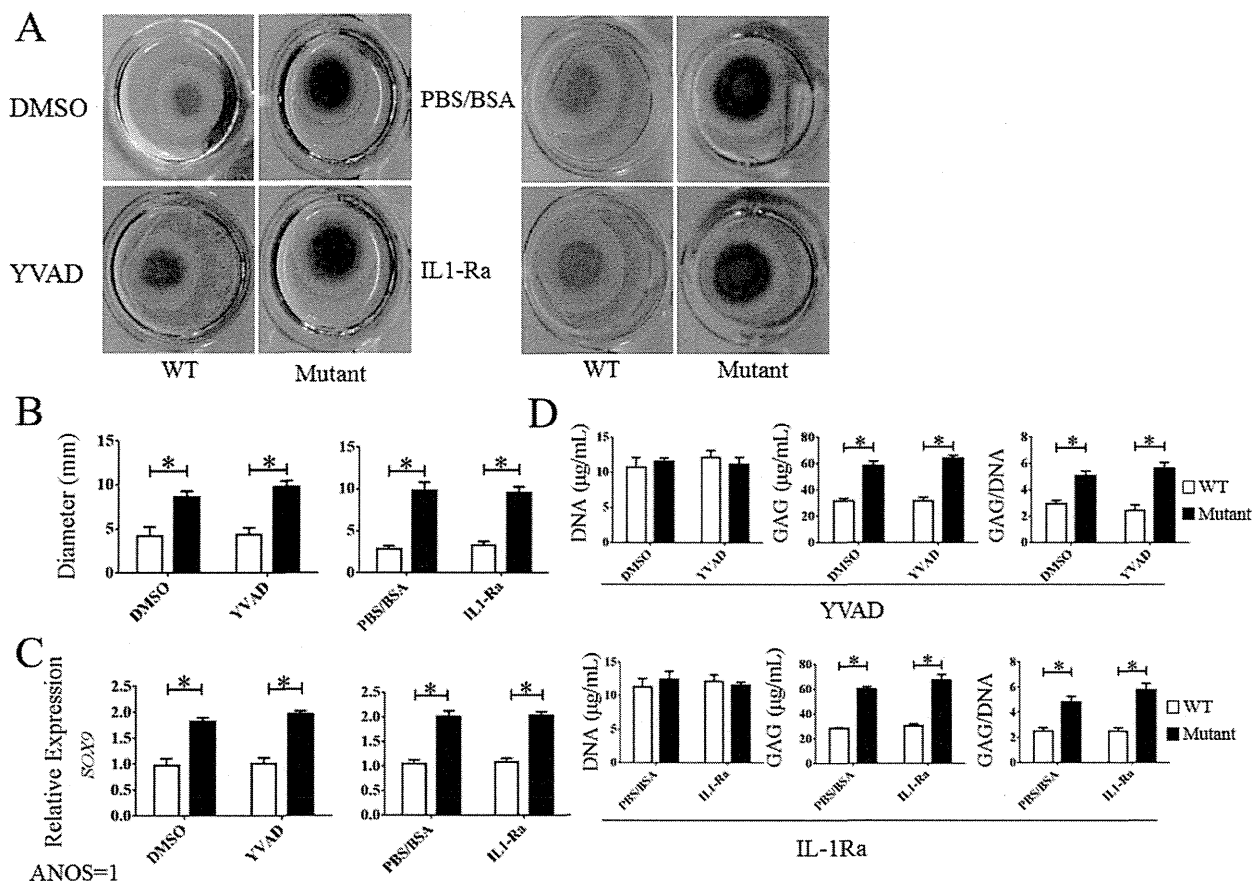 A
DMSO
PBS/BSA
YVAD
IL1-Ra
WT
Mutant
WT
Mutant
B
Diameter (mm)
15
10
5
0
*
*
DMSO
YVAD
15
10
5
0
*
*
PBS/BSA
IL1-Ra
C
Relative Expression
SOX9
2.5
2.0
1.5
1.0
0.5
0.0
*
*
DMSO
YVAD
2.5
2.0
1.5
1.0
0.5
0.0
*
*
PBS/BSA
IL1-Ra
ANOS=1
D
DNA (µg/mL)
15
10
5
0
DMSO
YVAD
GAG (µg/mL)
80
60
40
20
0
*
*
DMSO
YVAD
GAG/DNA
8
6
4
2
0
*
*
DMSO
YVAD
WT
Mutant
YVAD
DNA (µg/mL)
15
10
5
0
PBS/BSA
IL1-Ra
GAG (µg/mL)
80
60
40
20
0
*
*
PBS/BSA
IL1-Ra
GAG/DNA
8
6
4
2
0
*
*
PBS/BSA
IL1-Ra
WT
Mutant
IL-1Ra